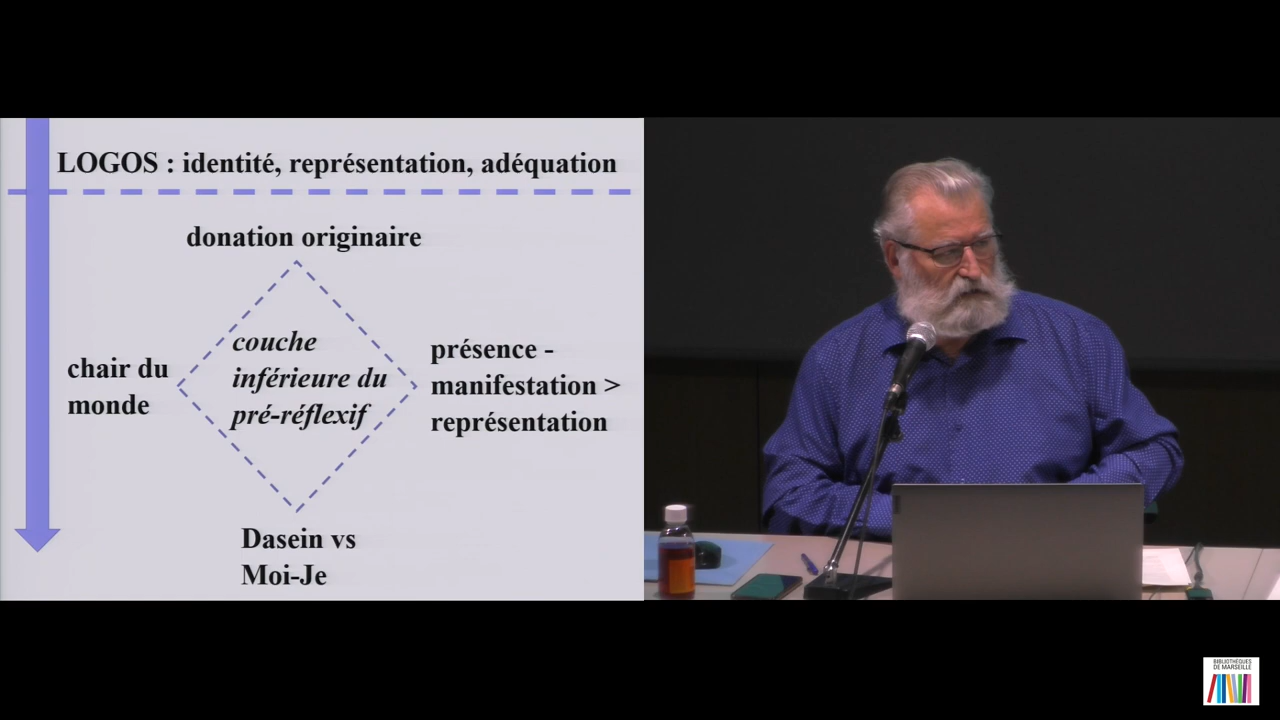 LOGOS : identité, représentation, adéquation
donation originaire
couche
inférieure du
pré-réflexif
chair du
monde
présence -
manifestation >
représentation
Dasein vs
Moi-Je
BIBLIOTHÈQUES
DE MARSEILLE